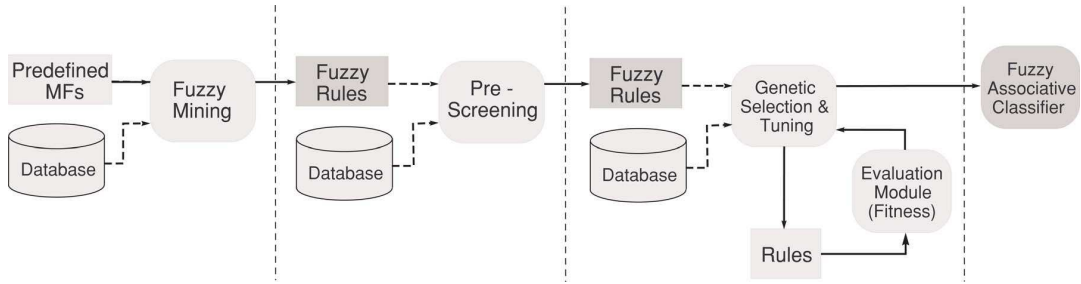 Predefined
MFs
Fuzzy
Mining
Database
Fuzzy
Rules
Pre -
Screening
Database
Fuzzy
Rules
Genetic
Selection &
Tuning
Database
Evaluation
Module
(Fitness)
Rules
Fuzzy
Associative
Classifier